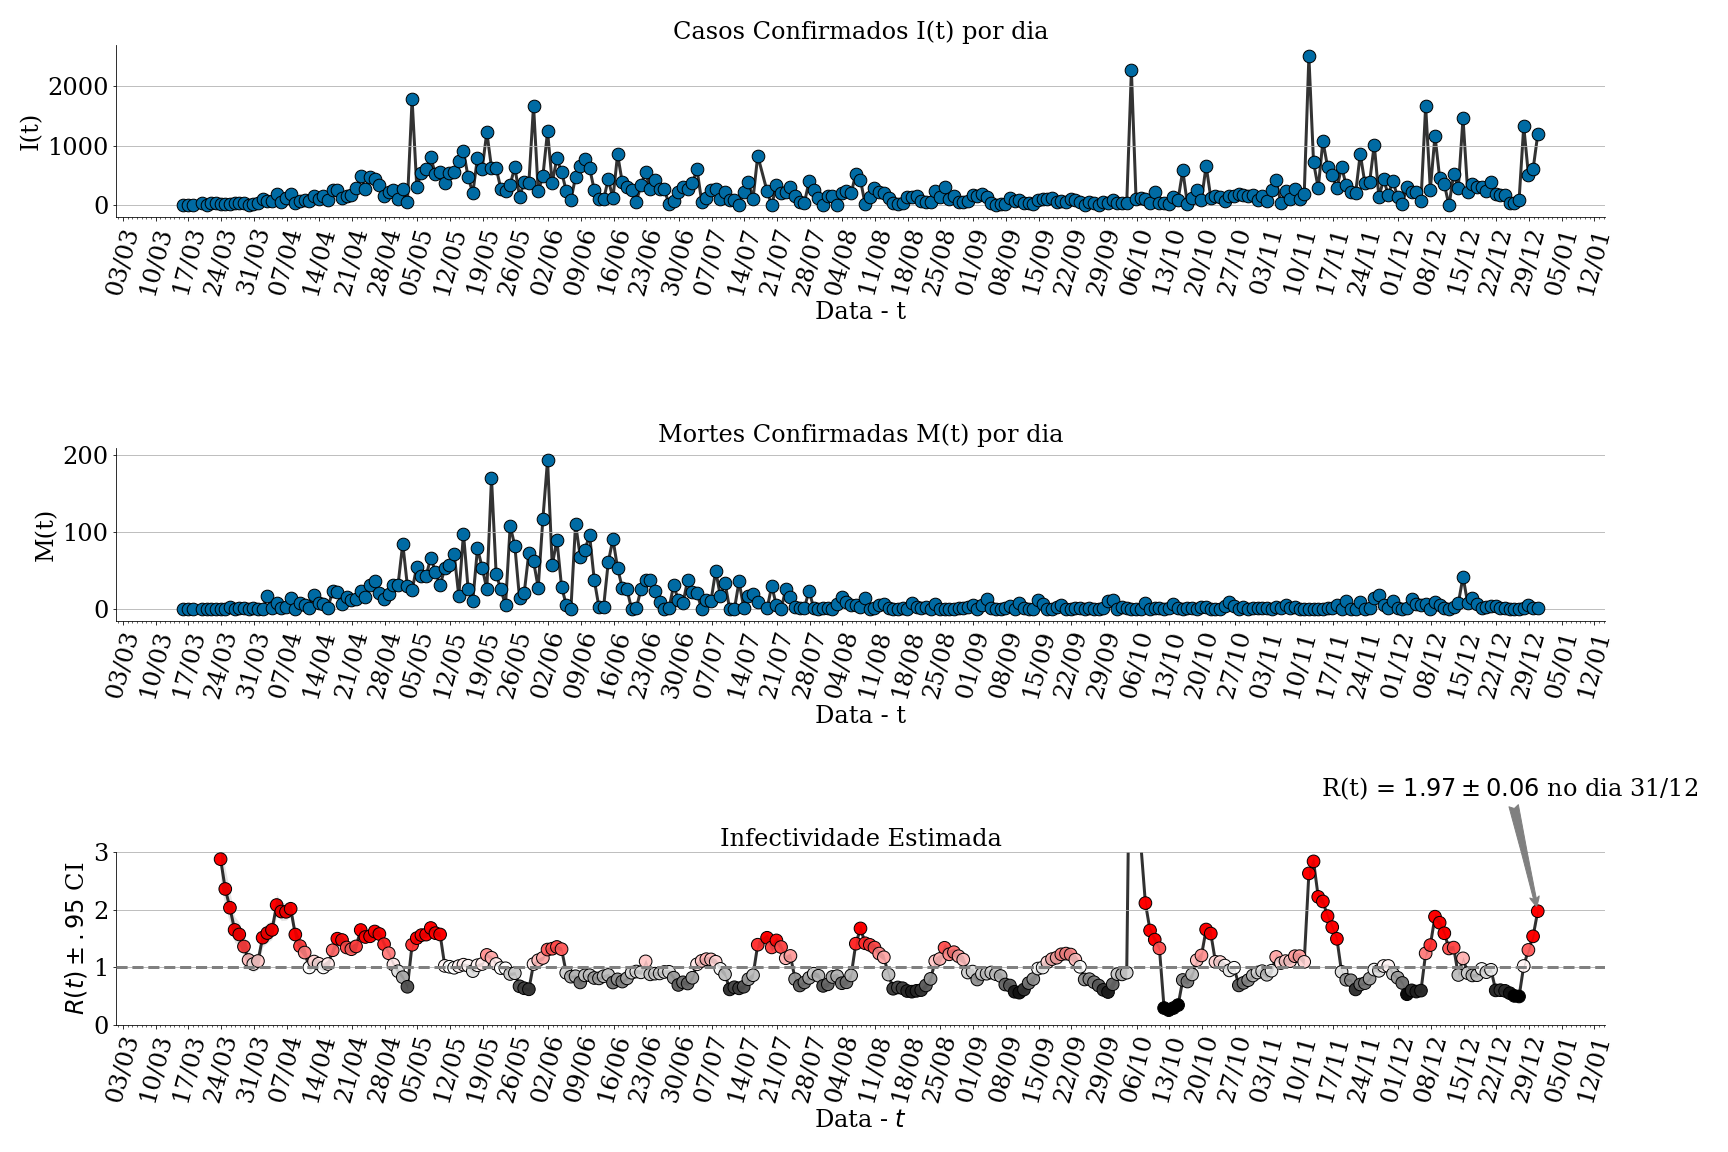 Casos Confirmados I(t) por dia
I(t)
2000
1000
0
03/03 10/03 17/03 24/03 31/03 07/04 14/04 21/04 28/04 05/05 12/05 19/05 26/05 02/06 09/06 16/06 23/06 30/06 07/07 14/07 21/07 28/07 04/08 11/08 18/08 25/08 01/09 08/09 15/09 22/09 29/09 06/10 13/10 20/10 27/10 03/11 10/11 17/11 24/11 01/12 08/12 15/12 22/12 29/12 05/01 12/01
Data - t
Mortes Confirmadas M(t) por dia
M(t)
200
100
0
03/03 10/03 17/03 24/03 31/03 07/04 14/04 21/04 28/04 05/05 12/05 19/05 26/05 02/06 09/06 16/06 23/06 30/06 07/07 14/07 21/07 28/07 04/08 11/08 18/08 25/08 01/09 08/09 15/09 22/09 29/09 06/10 13/10 20/10 27/10 03/11 10/11 17/11 24/11 01/12 08/12 15/12 22/12 29/12 05/01 12/01
Data - t
R(t) = 1.97 ± 0.06 no dia 31/12
Infectividade Estimada
R(t) ± .95 CI
3
2
1
0
03/03 10/03 17/03 24/03 31/03 07/04 14/04 21/04 28/04 05/05 12/05 19/05 26/05 02/06 09/06 16/06 23/06 30/06 07/07 14/07 21/07 28/07 04/08 11/08 18/08 25/08 01/09 08/09 15/09 22/09 29/09 06/10 13/10 20/10 27/10 03/11 10/11 17/11 24/11 01/12 08/12 15/12 22/12 29/12 05/01 12/01
Data - t